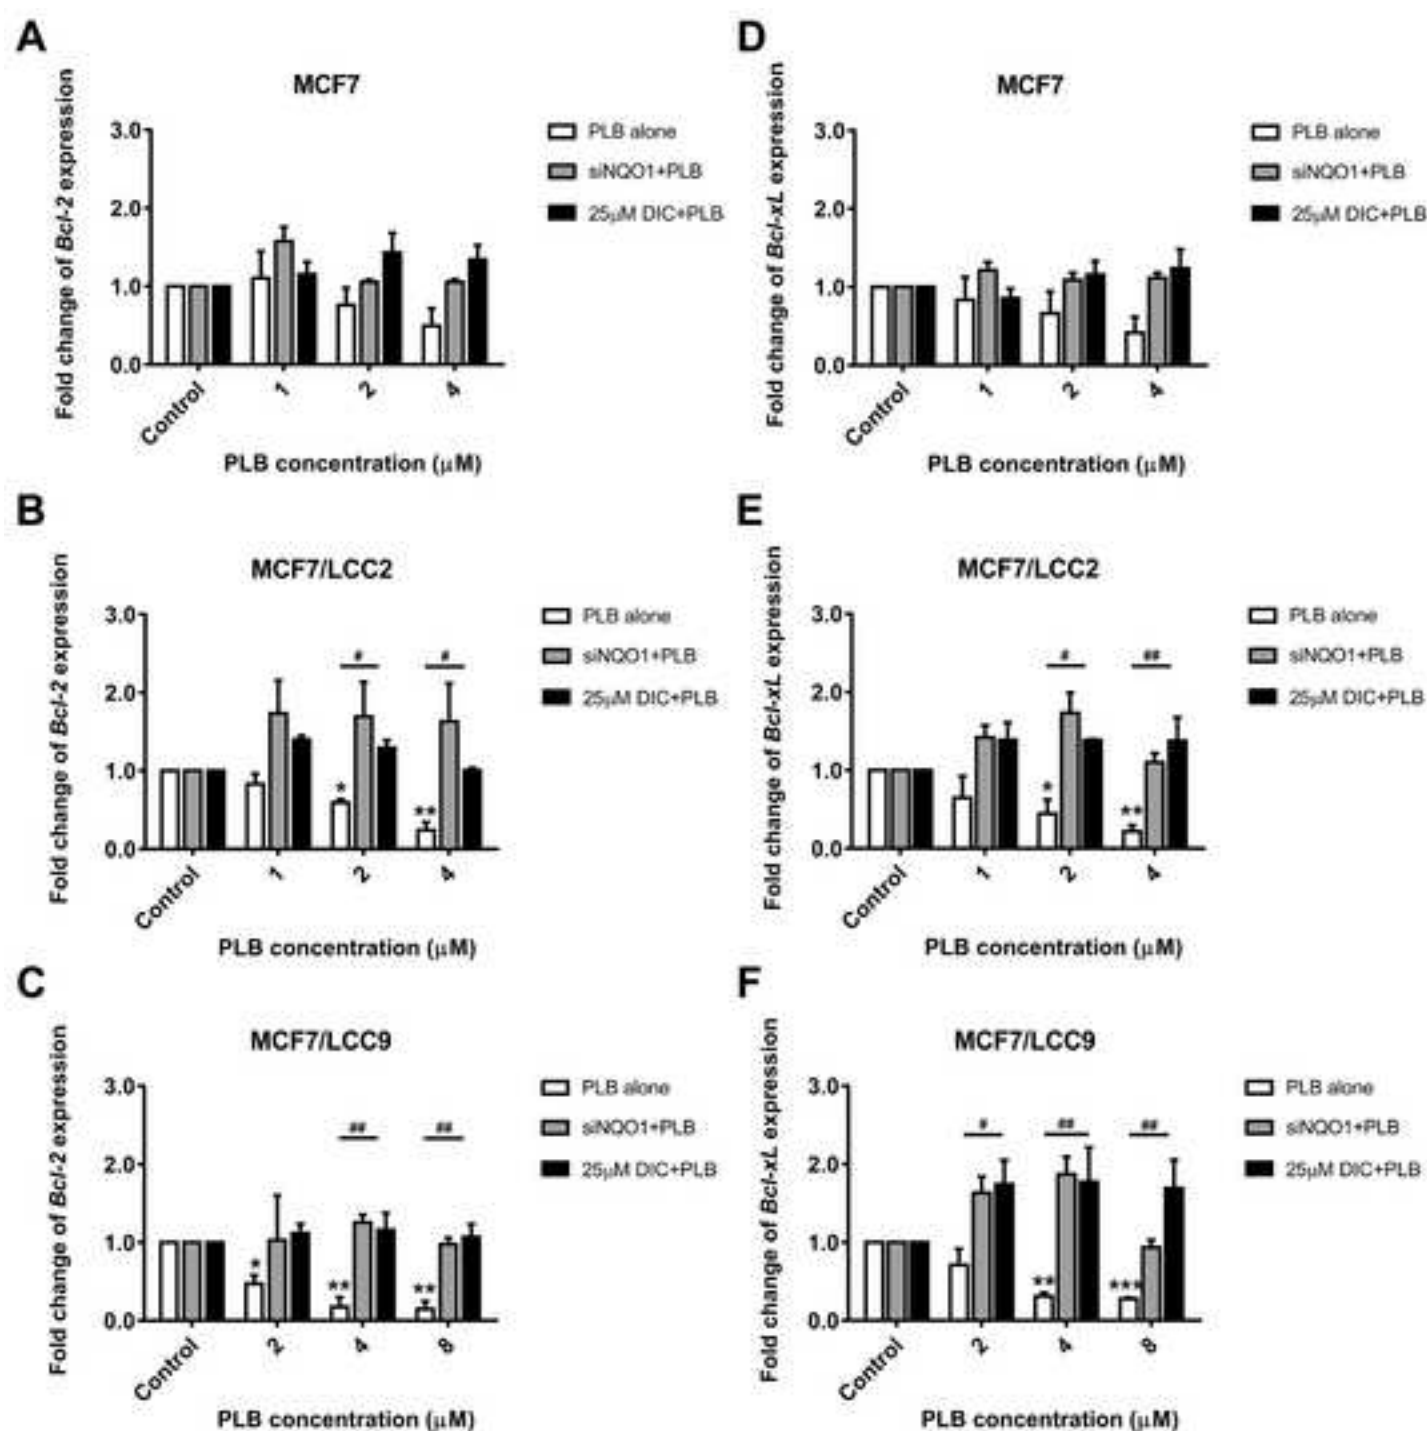 A
MCF7
Fold change of Bcl-2 expression
3.0
2.0
1.0
0.0
Control
1
2
4
PLB concentration (µM)
PLB alone
siNQO1+PLB
25µM DIC+PLB
D
MCF7
Fold change of Bcl-xL expression
3.0
2.0
1.0
0.0
Control
1
2
4
PLB concentration (µM)
PLB alone
siNQO1+PLB
25µM DIC+PLB
B
MCF7/LCC2
Fold change of Bcl-2 expression
3.0
2.0
1.0
0.0
#
#
*
**
Control
1
2
4
PLB concentration (µM)
PLB alone
siNQO1+PLB
25µM DIC+PLB
E
MCF7/LCC2
Fold change of Bcl-xL expression
3.0
2.0
1.0
0.0
#
##
*
**
Control
1
2
4
PLB concentration (µM)
PLB alone
siNQO1+PLB
25µM DIC+PLB
C
MCF7/LCC9
Fold change of Bcl-2 expression
3.0
2.0
1.0
0.0
##
##
*
**
**
Control
2
4
8
PLB concentration (µM)
PLB alone
siNQO1+PLB
25µM DIC+PLB
F
MCF7/LCC9
Fold change of Bcl-xL expression
3.0
2.0
1.0
0.0
#
##
##
**
***
Control
2
4
8
PLB concentration (µM)
PLB alone
siNQO1+PLB
25µM DIC+PLB